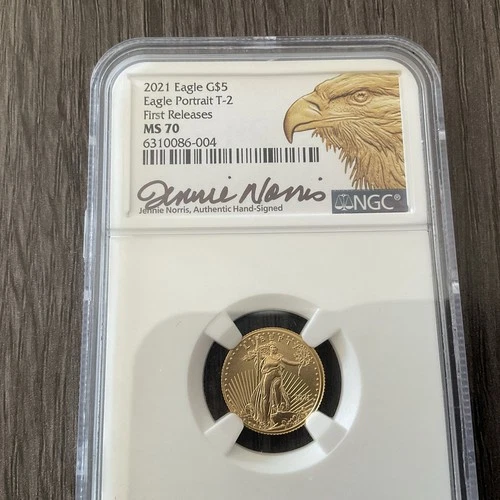 2021 Eagle G$5
Eagle Portrait T-2
First Releases
MS 70
6310086-004
Jennie Norris
Jennie Norris, Authentic Hand-Signed
NGC®
LIBERTY